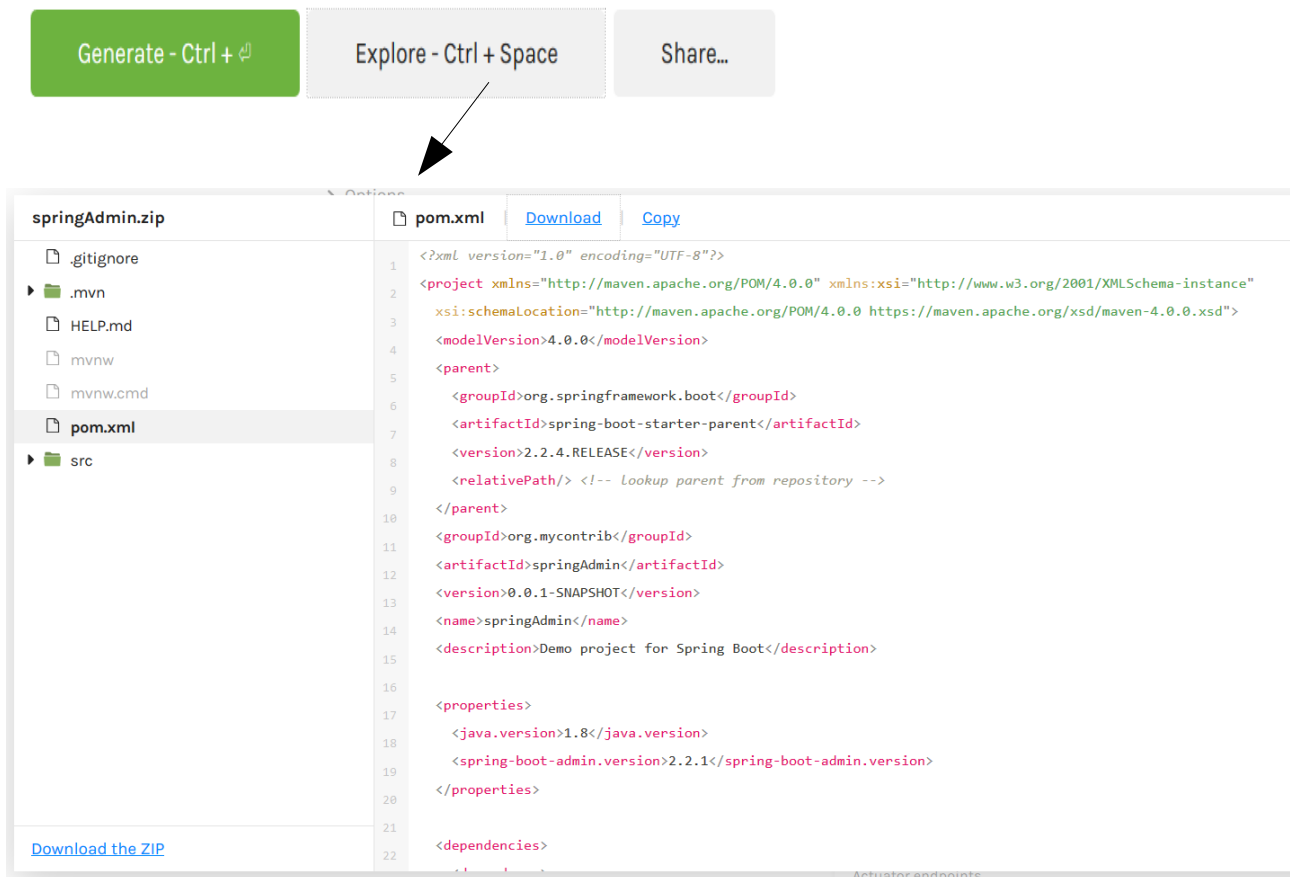 Generate - Ctrl + ⏎
Explore - Ctrl + Space
Share...
Options
springAdmin.zip
pom.xml
Download
Copy
.gitignore
.mvn
HELP.md
mvnw
mvnw.cmd
pom.xml
src
Download the ZIP
1 <?xml version="1.0" encoding="UTF-8"?>
2 <project xmlns="http://maven.apache.org/POM/4.0.0" xmlns:xsi="http://www.w3.org/2001/XMLSchema-instance"
3 xsi:schemaLocation="http://maven.apache.org/POM/4.0.0 https://maven.apache.org/xsd/maven-4.0.0.xsd">
4 <modelVersion>4.0.0</modelVersion>
5 <parent>
6 <groupId>org.springframework.boot</groupId>
7 <artifactId>spring-boot-starter-parent</artifactId>
8 <version>2.2.4.RELEASE</version>
9 <relativePath/> <!-- lookup parent from repository -->
10 </parent>
11 <groupId>org.mycontrib</groupId>
12 <artifactId>springAdmin</artifactId>
13 <version>0.0.1-SNAPSHOT</version>
14 <name>springAdmin</name>
15 <description>Demo project for Spring Boot</description>
16
17 <properties>
18 <java.version>1.8</java.version>
19 <spring-boot-admin.version>2.2.1</spring-boot-admin.version>
20 </properties>
21
22 <dependencies>
Actuator endpoints